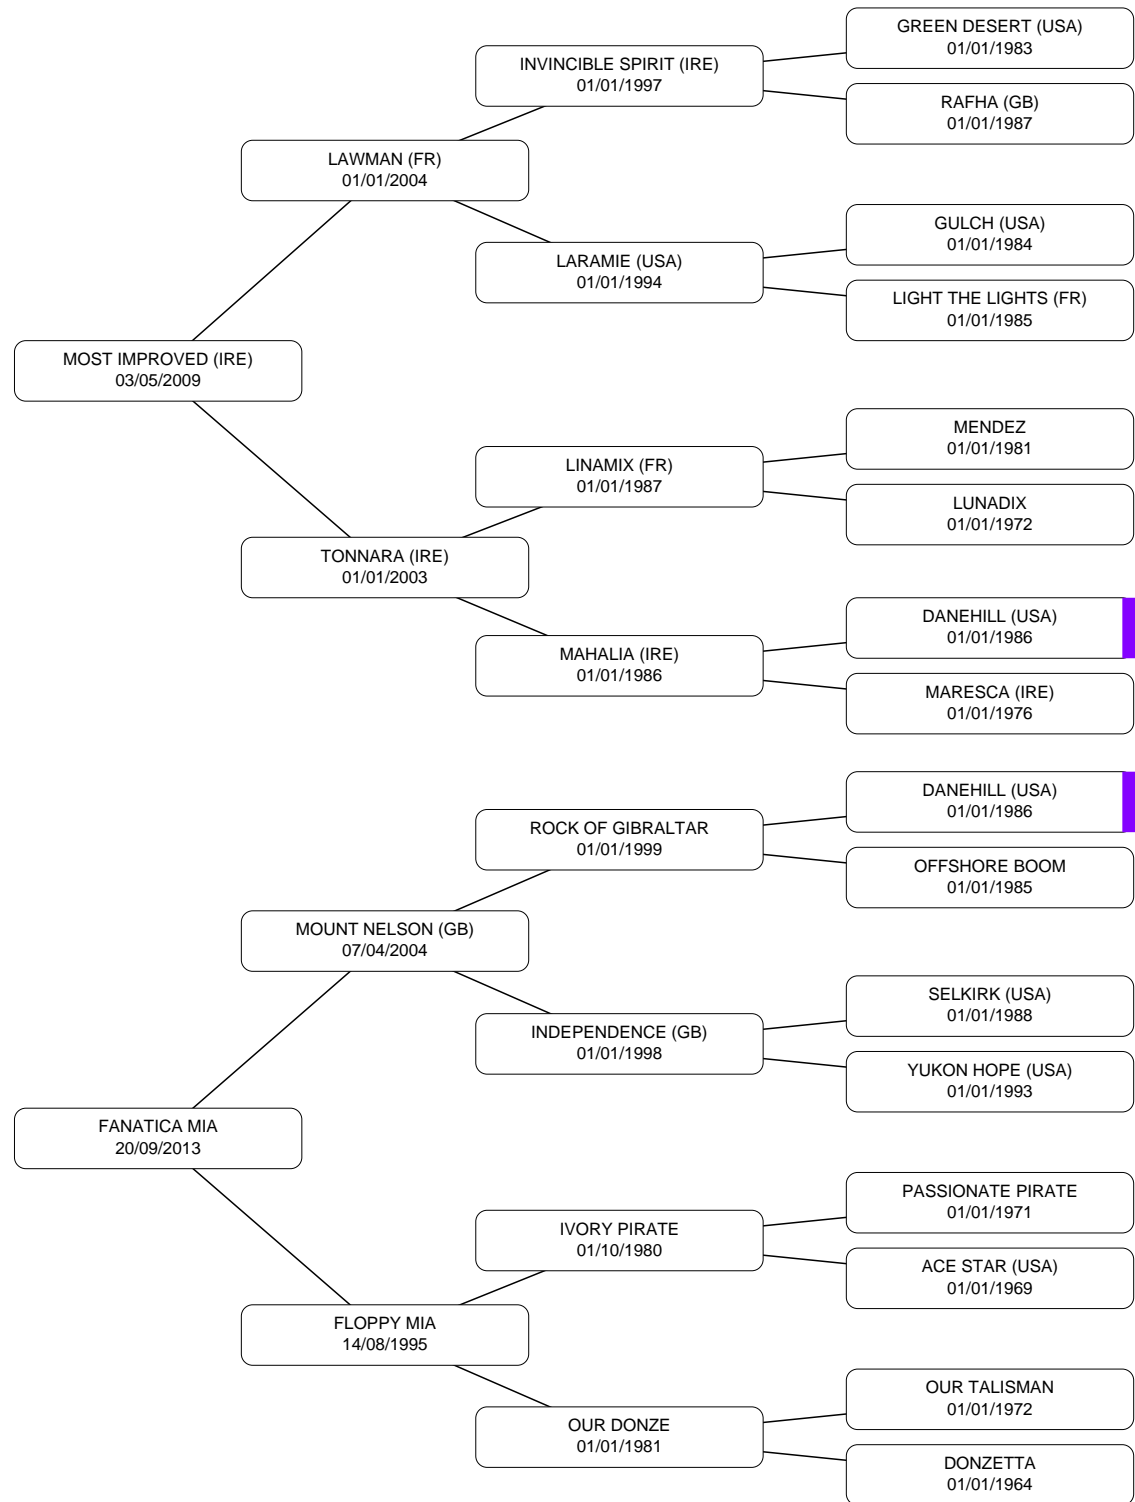 GREEN DESERT (USA)
01/01/1983
INVINCIBLE SPIRIT (IRE)
01/01/1997
RAFHA (GB)
01/01/1987
LAWMAN (FR)
01/01/2004
GULCH (USA)
01/01/1984
LARAMIE (USA)
01/01/1994
LIGHT THE LIGHTS (FR)
01/01/1985
MOST IMPROVED (IRE)
03/05/2009
MENDEZ
01/01/1981
LINAMIX (FR)
01/01/1987
LUNADIX
01/01/1972
TONNARA (IRE)
01/01/2003
DANEHILL (USA)
01/01/1986
MAHALIA (IRE)
01/01/1986
MARESCA (IRE)
01/01/1976
DANEHILL (USA)
01/01/1986
ROCK OF GIBRALTAR
01/01/1999
OFFSHORE BOOM
01/01/1985
MOUNT NELSON (GB)
07/04/2004
SELKIRK (USA)
01/01/1988
INDEPENDENCE (GB)
01/01/1998
YUKON HOPE (USA)
01/01/1993
FANATICA MIA
20/09/2013
PASSIONATE PIRATE
01/01/1971
IVORY PIRATE
01/10/1980
ACE STAR (USA)
01/01/1969
FLOPPY MIA
14/08/1995
OUR TALISMAN
01/01/1972
OUR DONZE
01/01/1981
DONZETTA
01/01/1964